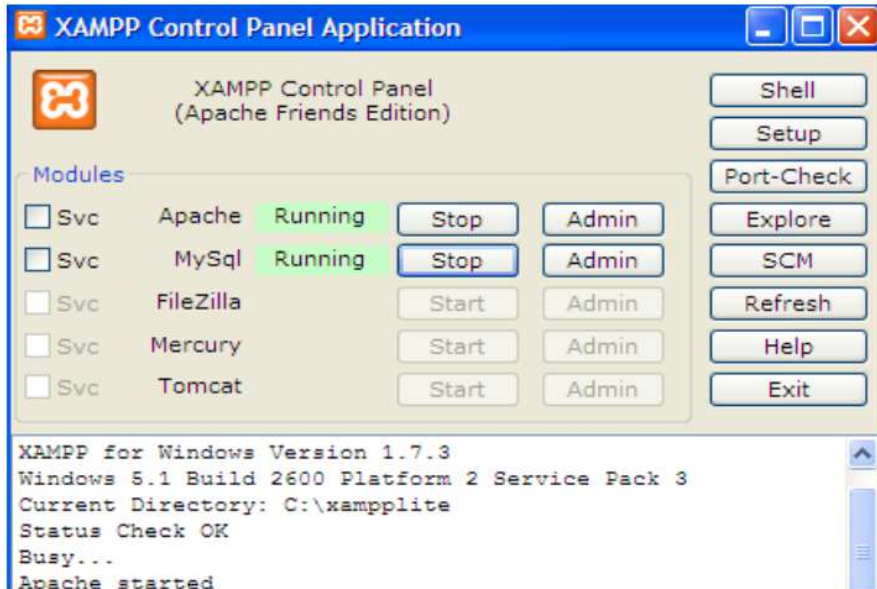 XAMPP Control Panel Application
XAMPP Control Panel
(Apache Friends Edition)
Shell
Setup
Port-Check
Explore
SCM
Refresh
Help
Exit
Modules
Svc Apache Running Stop Admin
Svc MySql Running Stop Admin
Svc FileZilla Start Admin
Svc Mercury Start Admin
Svc Tomcat Start Admin
XAMPP for Windows Version 1.7.3
Windows 5.1 Build 2600 Platform 2 Service Pack 3
Current Directory: C:\xampplite
Status Check OK
Busy...
Apache started